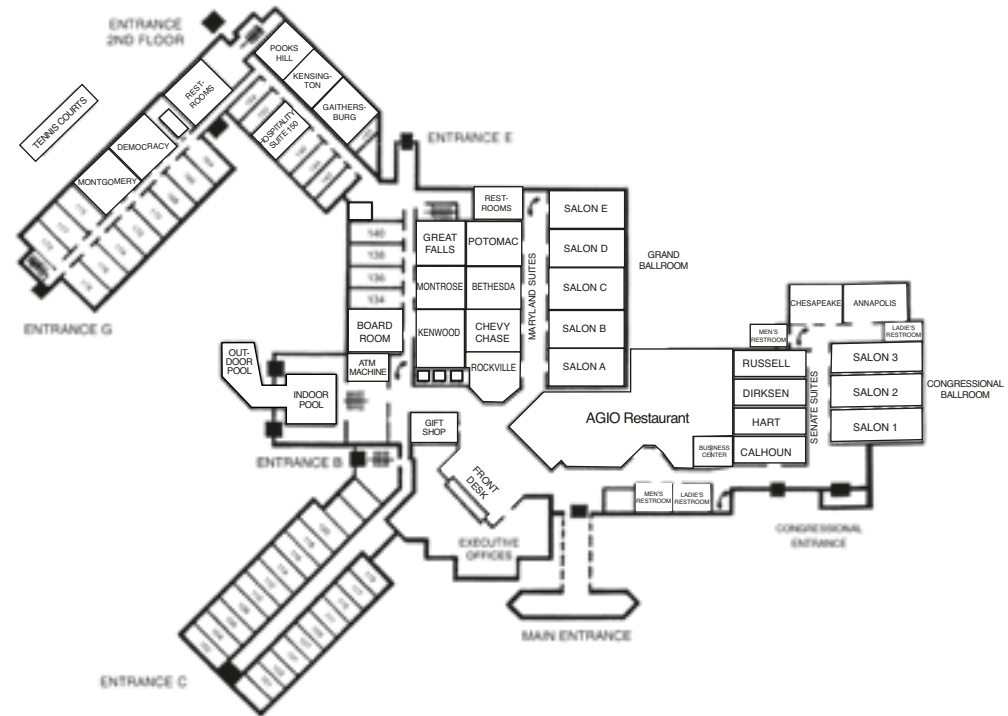 ENTRANCE
2ND FLOOR
POOKS
HILL
KENSING-
TON
GAITHERS-
BURG
REST-
ROOMS
TENNIS COURTS
HOSPITALITY
SUITE 150
DEMOCRACY
MONTGOMERY
ENTRANCE E
ENTRANCE G
REST-
ROOMS
140
138
136
134
BOARD
ROOM
ATM
MACHINE
GREAT
FALLS
POTOMAC
MONTROSE
BETHESDA
KENWOOD
CHEVY
CHASE
ROCKVILLE
MARYLAND SUITES
SALON E
SALON D
SALON C
SALON B
SALON A
GRAND
BALLROOM
CHESAPEAKE
ANNAPOLIS
MEN'S
RESTROOM
LADIE'S
RESTROOM
RUSSELL
DIRKSEN
HART
CALHOUN
SENATE SUITES
SALON 3
SALON 2
SALON 1
CONGRESSIONAL
BALLROOM
OUT-
DOOR
POOL
INDOOR
POOL
ENTRANCE B
GIFT
SHOP
FRONT
DESK
AGIO Restaurant
BUSINESS
CENTER
MEN'S
RESTROOM
LADIE'S
RESTROOM
CONGRESSIONAL
ENTRANCE
EXECUTIVE
OFFICES
MAIN ENTRANCE
ENTRANCE C